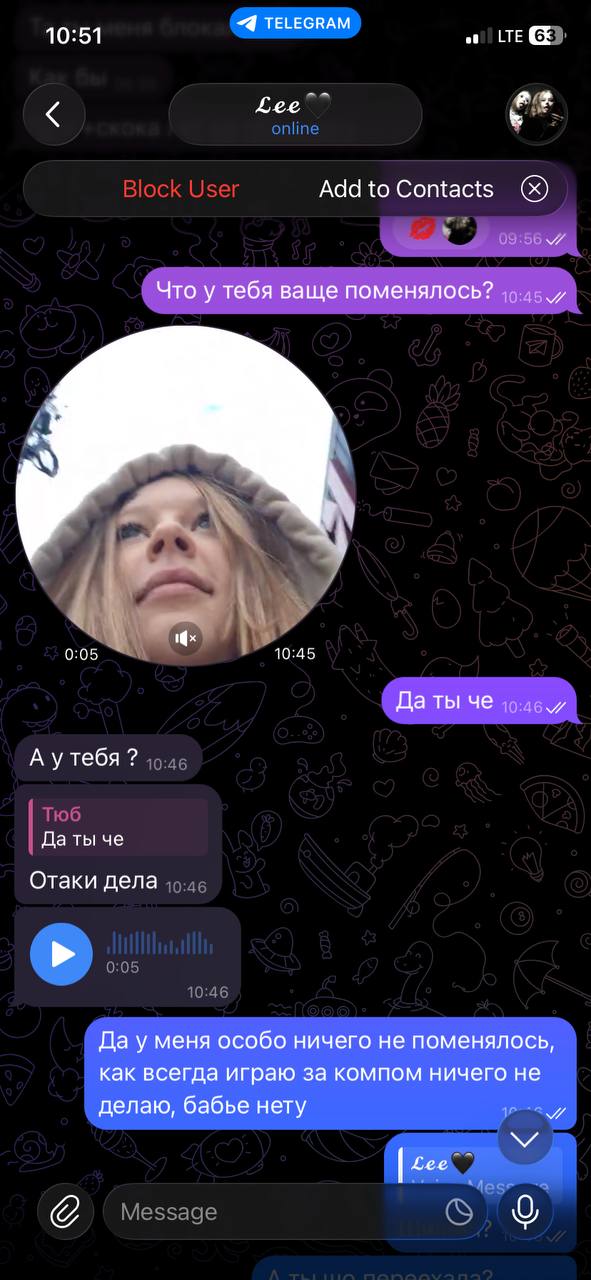 10:51
TELEGRAM
LTE 63
Lee🖤
online
Block User
Add to Contacts
09:56
Что у тебя ваще поменялось? 10:45
0:05
10:45
Да ты че 10:46
А у тебя ? 10:46
Тюб
Да ты че
Отаки дела 10:46
0:05
10:46
Да у меня особо ничего не поменялось,
как всегда играю за компом ничего не
делаю, бабье нету
Lee🖤
Message